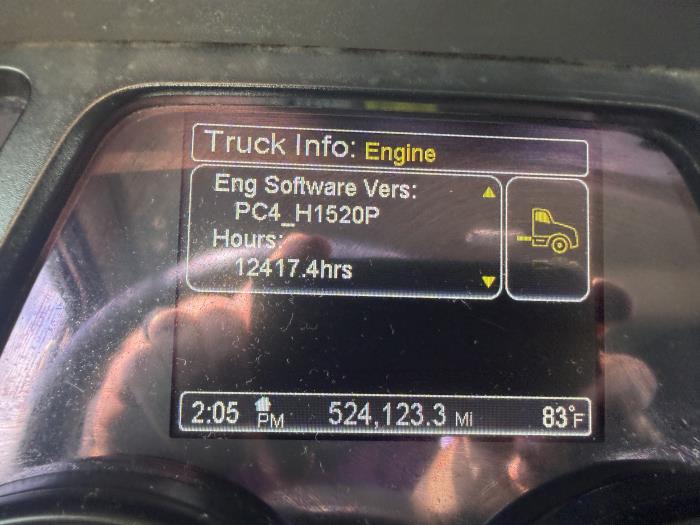 Truck Info: Engine
Eng Software Vers:
PC4_H1520P
Hours:
12417.4hrs
2:05 PM 524,123.3 Mi 83°F